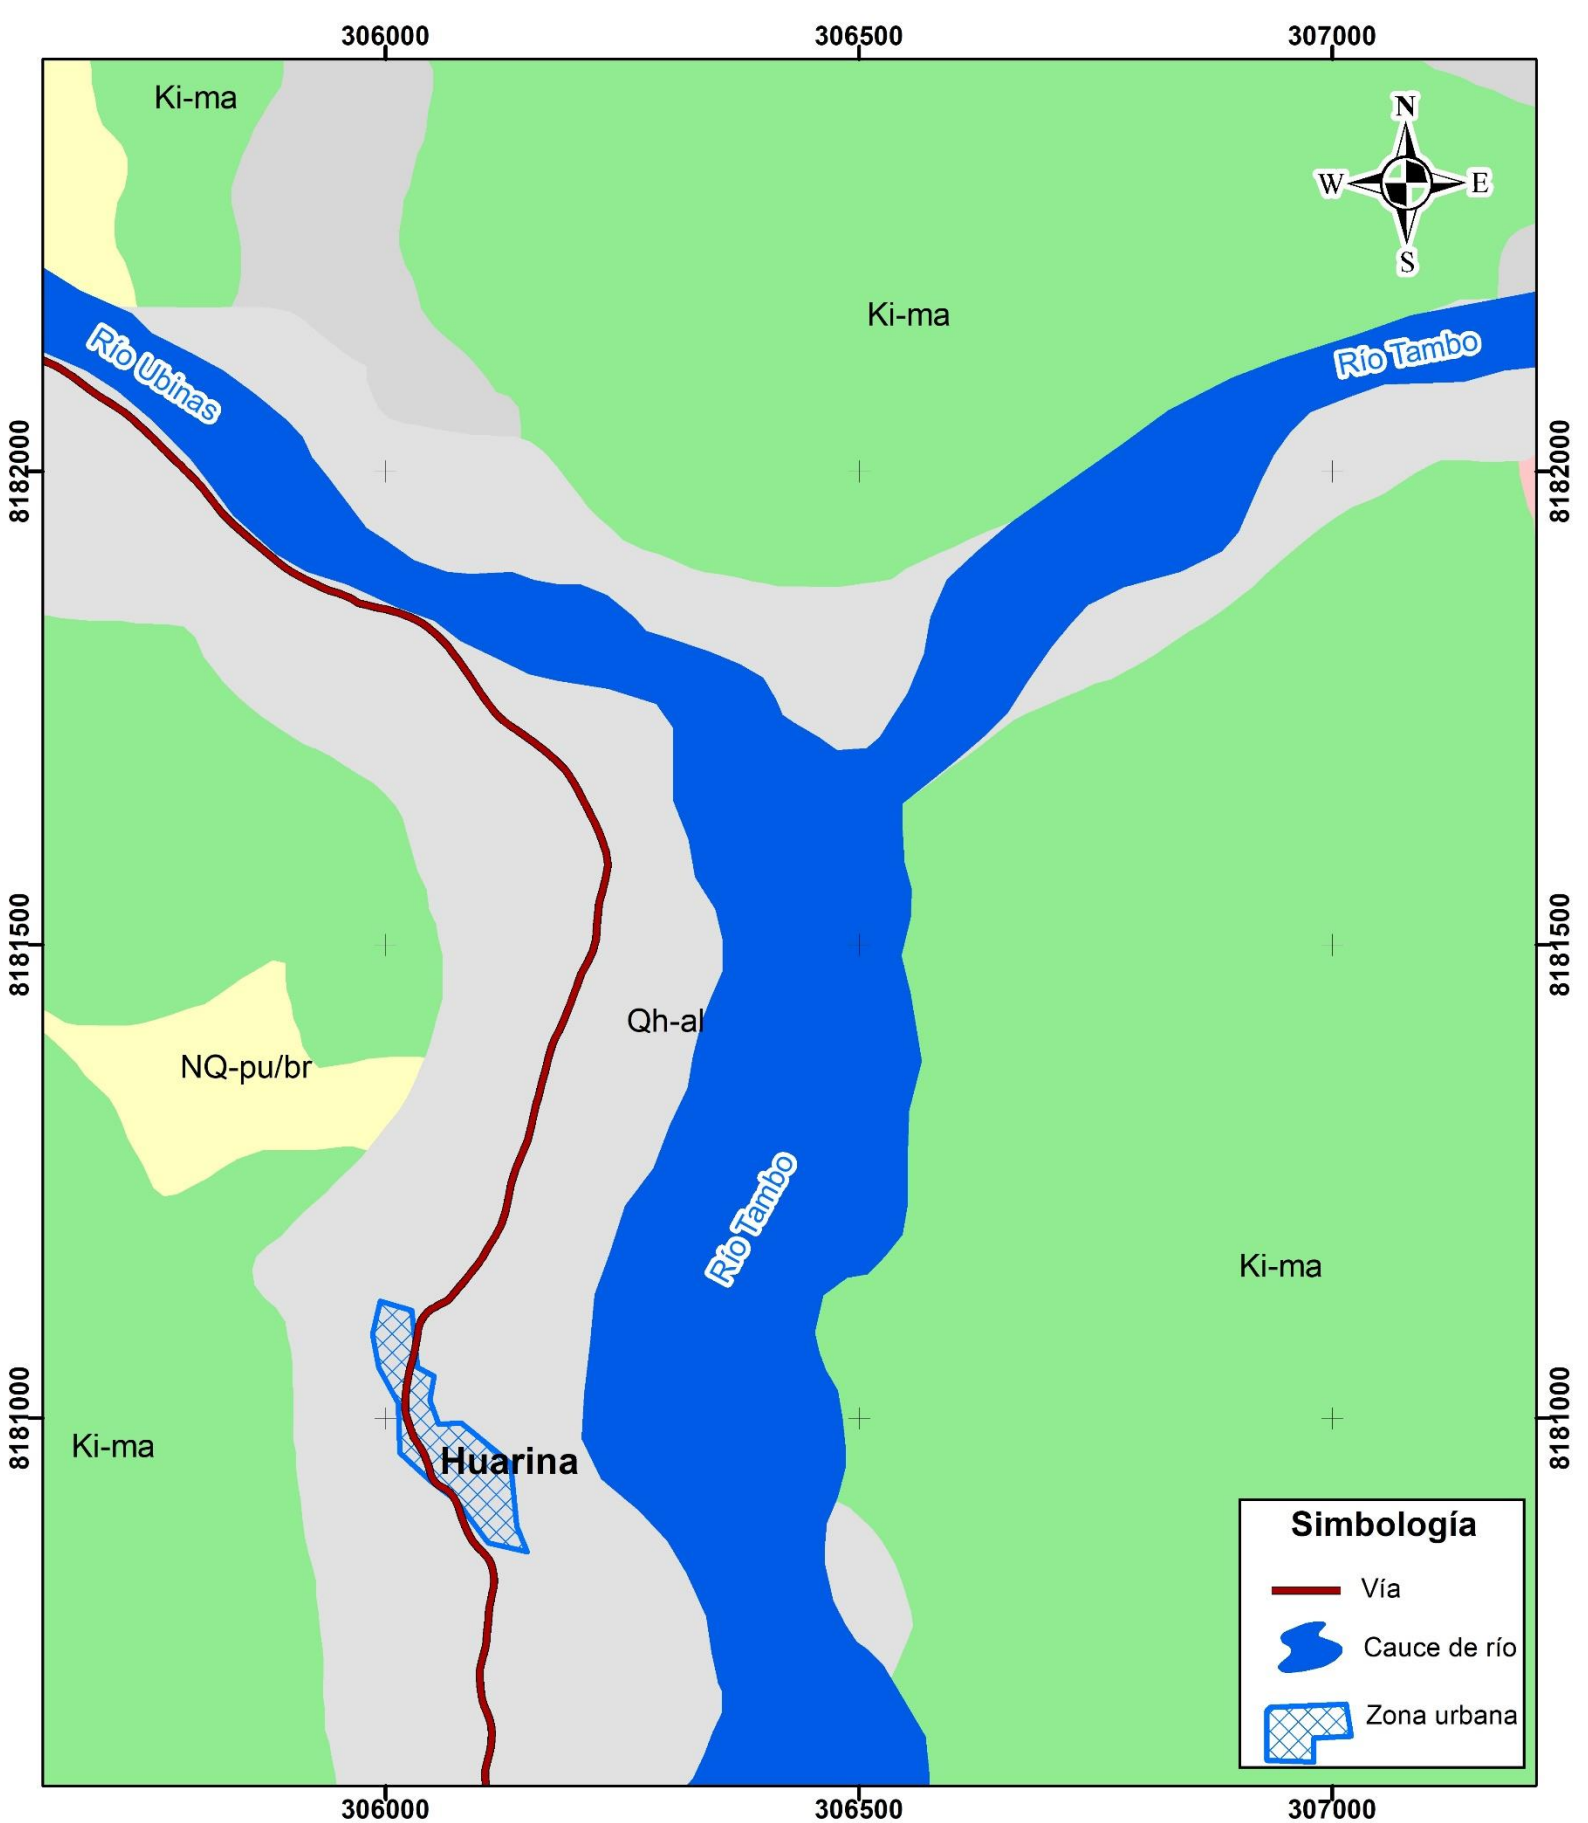 306000
306500
307000
Ki-ma
N
W
E
S
Ki-ma
Río Ubinas
Río Tambo
8182000
8182000
8181500
8181500
Qh-al
NQ-pu/br
Río Tambo
Ki-ma
8181000
8181000
Ki-ma
Huarina
Simbología
Vía
Cauce de río
Zona urbana
306000
306500
307000